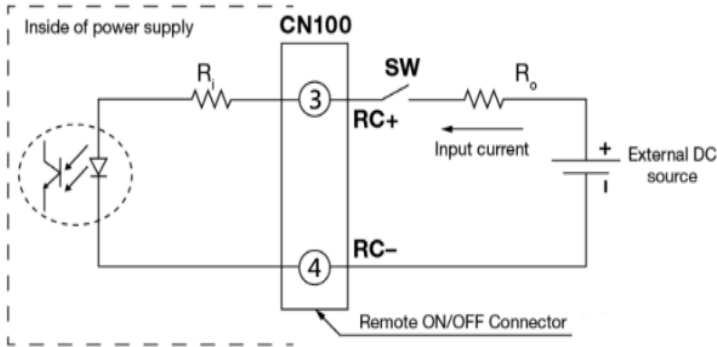 Inside of power supply
CN100
Ri
3
SW
Ro
RC+
Input current
+
External DC
source
RC–
4
Remote ON/OFF Connector